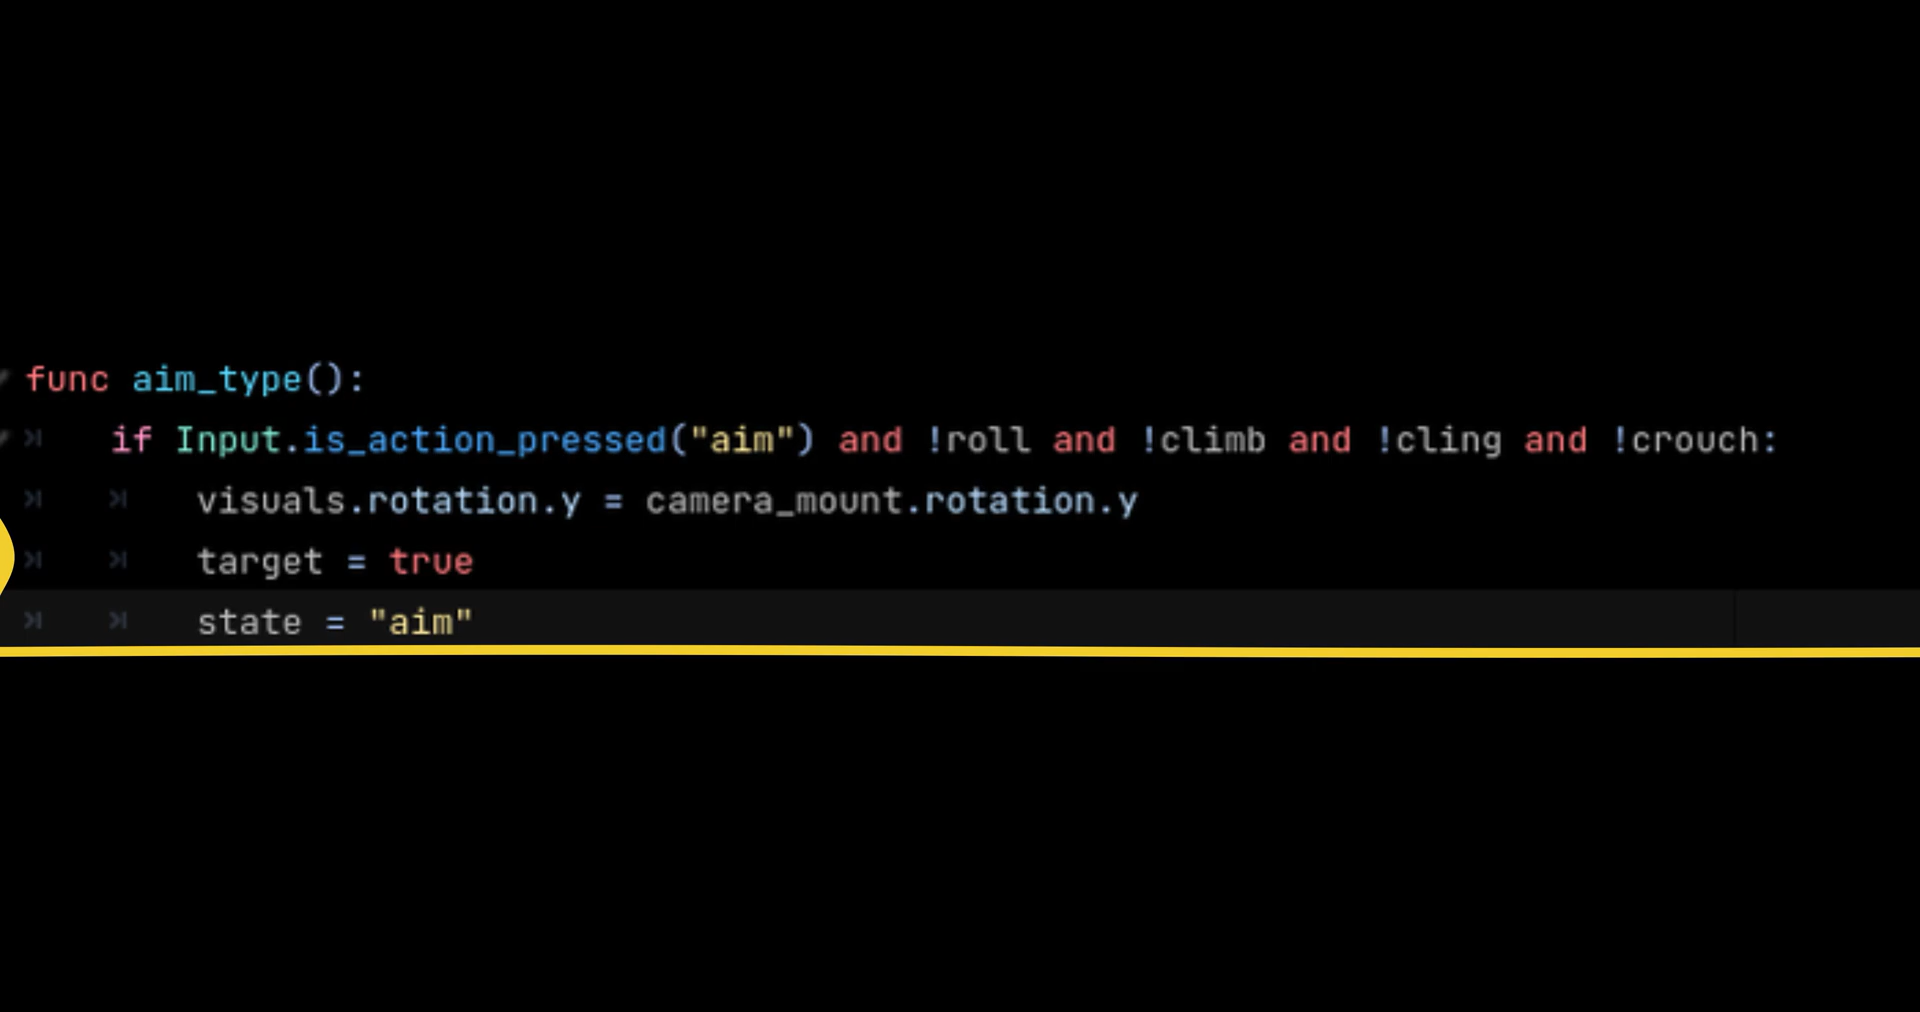 func aim_type():
if Input.is_action_pressed("aim") and !roll and !climb and !cling and !crouch:
visuals.rotation.y = camera_mount.rotation.y
target = true
state = "aim"